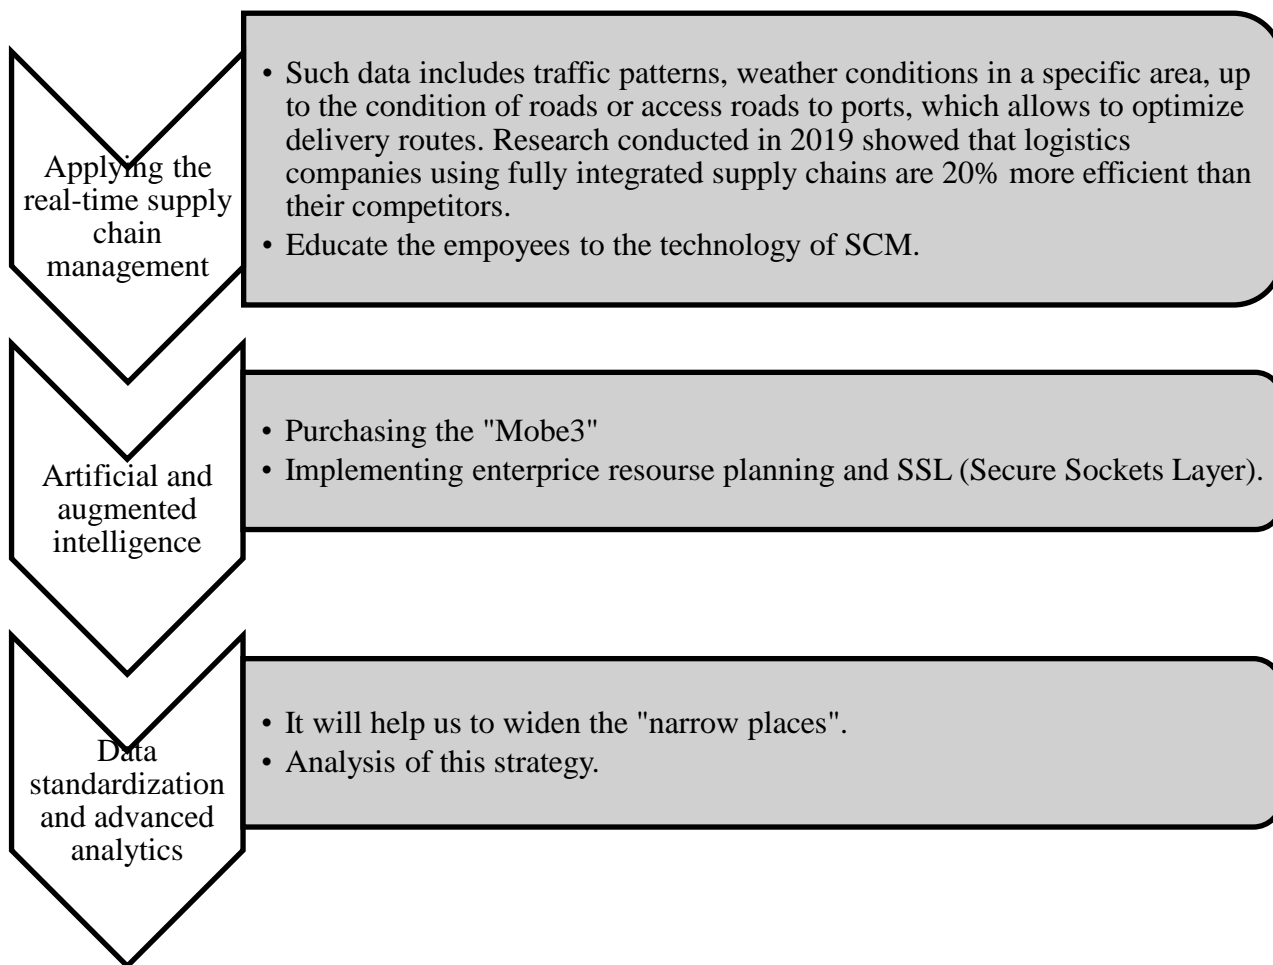 Applying the
real-time supply
chain
management
• Such data includes traffic patterns, weather conditions in a specific area, up
to the condition of roads or access roads to ports, which allows to optimize
delivery routes. Research conducted in 2019 showed that logistics
companies using fully integrated supply chains are 20% more efficient than
their competitors.
• Educate the empoyees to the technology of SCM.
Artificial and
augmented
intelligence
• Purchasing the "Mobe3"
• Implementing enterprice resourse planning and SSL (Secure Sockets Layer).
Data
standardization
and advanced
analytics
• It will help us to widen the "narrow places".
• Analysis of this strategy.